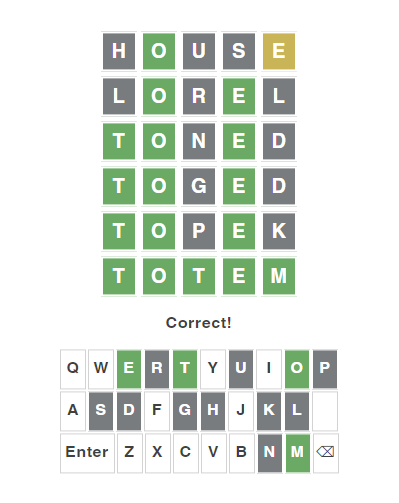 H O U S E
L O R E L
T O N E D
T O G E D
T O P E K
T O T E M
Correct!
Q W E R T Y U I O P
A S D F G H J K L
Enter Z X C V B N M ⌫